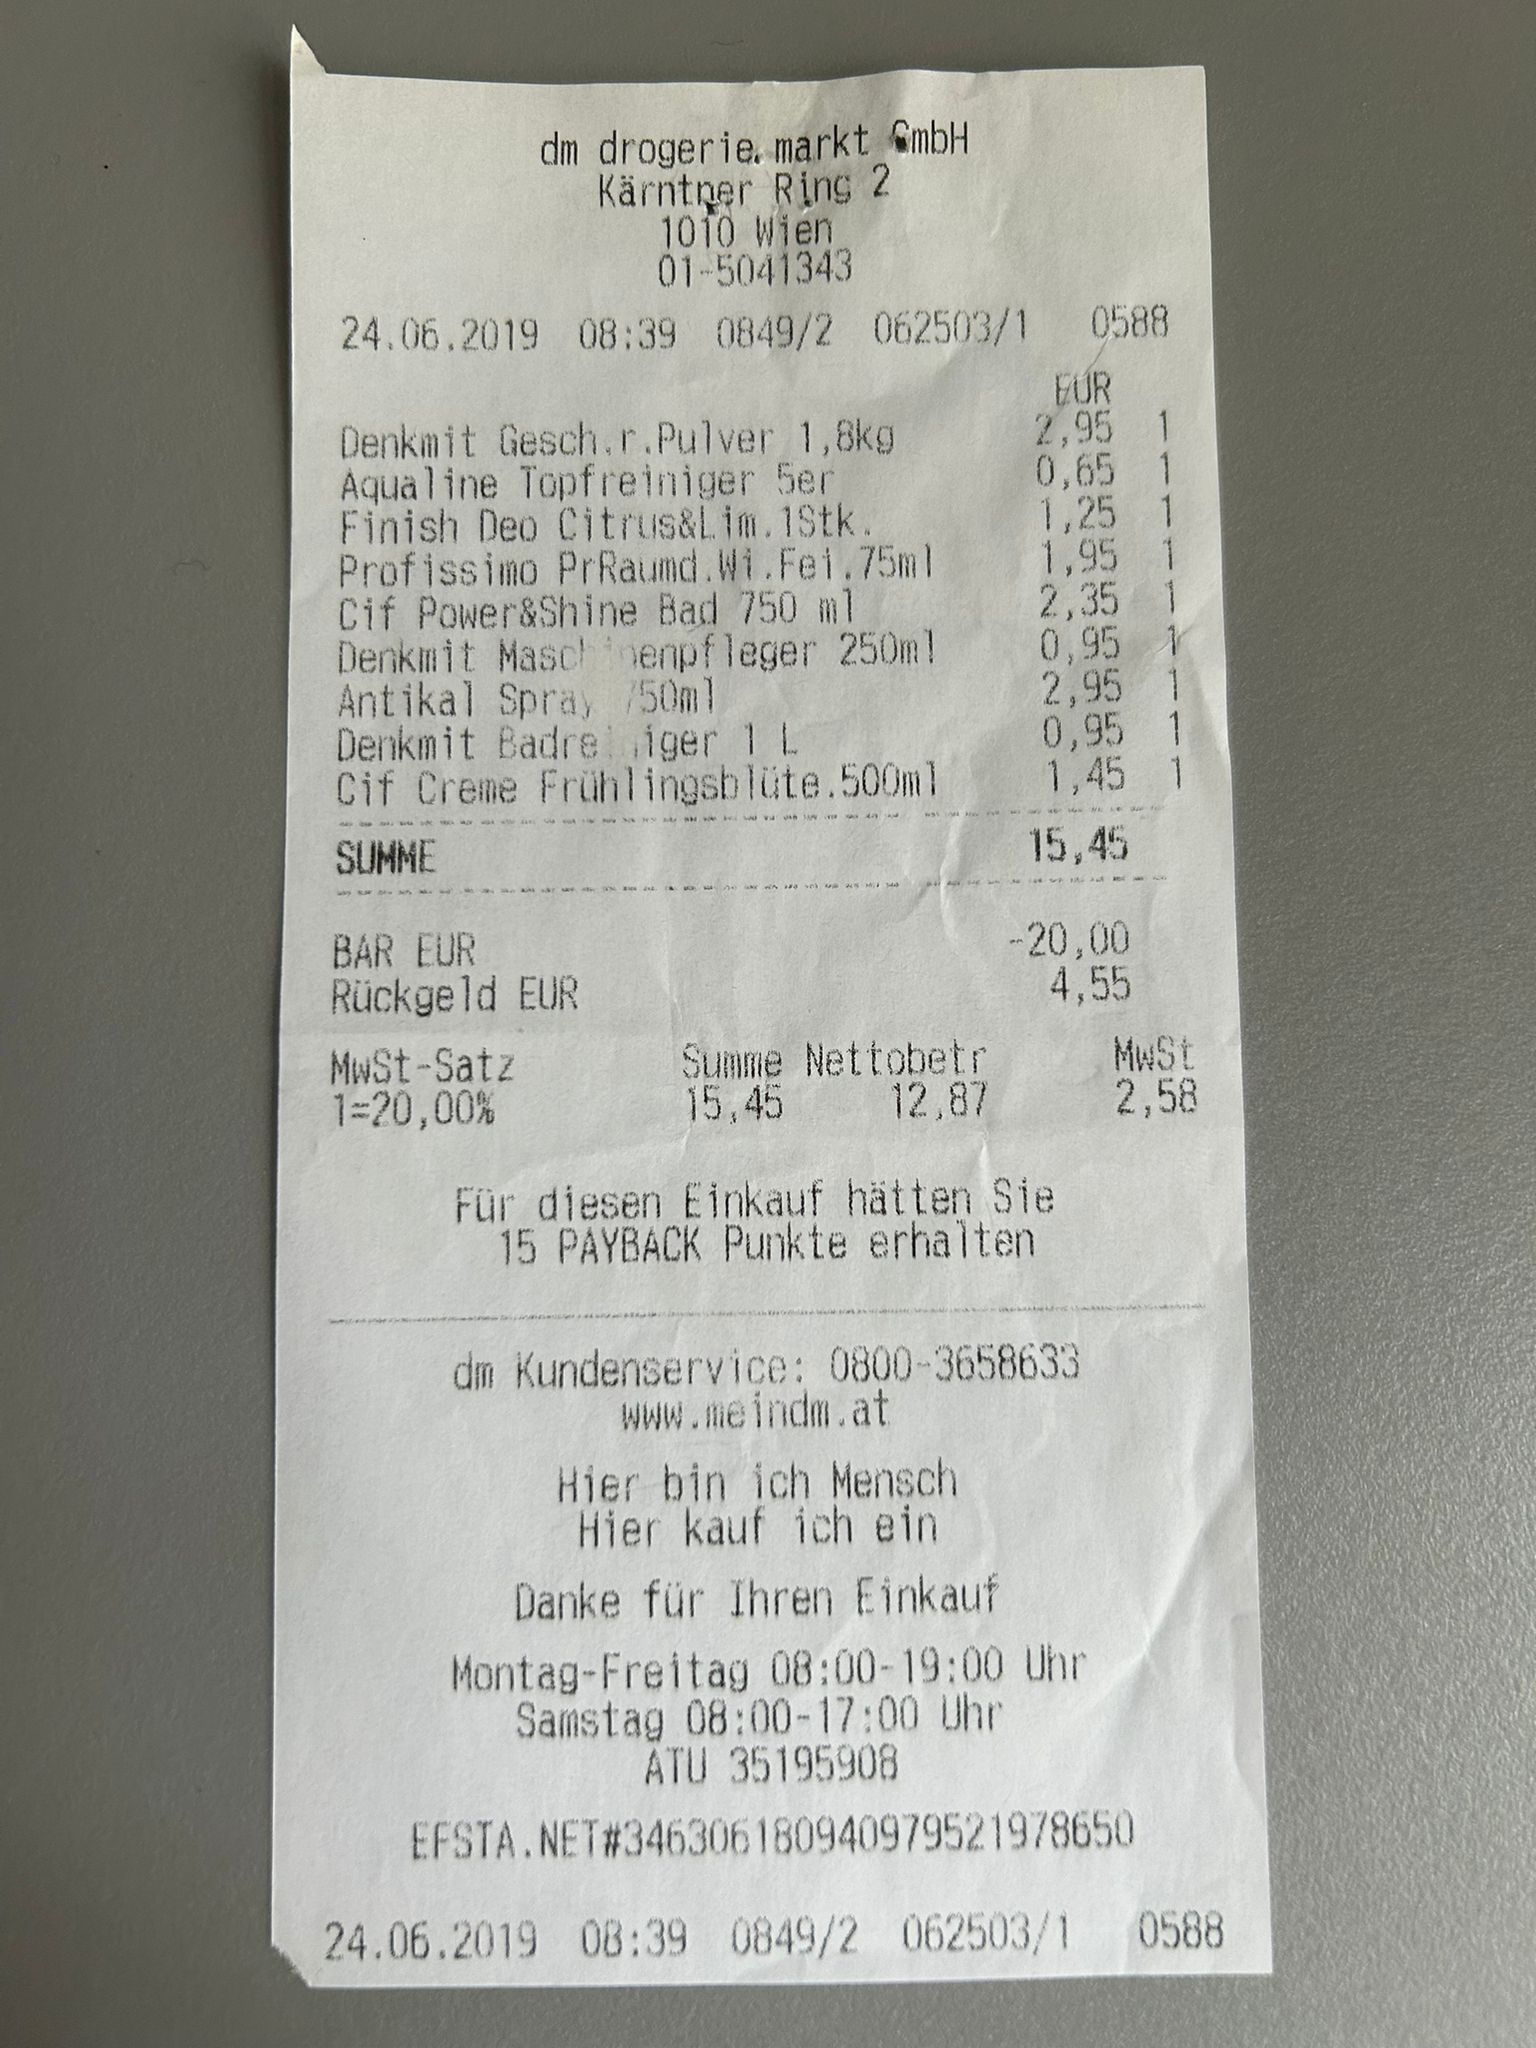 dm drogerie markt GmbH
Kärntner Ring 2
1010 Wien
01-5041343
24.06.2019 08:39 0849/2 062503/1 0588
EUR
Denkmit Gesch.r.Pulver 1,8kg 2,95 1
Aqualine Topfreiniger 5er 0,65 1
Finish Deo Citrus&Lim.1Stk. 1,25 1
Profissimo PrRaumd.Wi.Fei.75ml 1,95 1
Cif Power&Shine Bad 750 ml 2,35 1
Denkmit Maschinenpfleger 250ml 0,95 1
Antikal Spray 750ml 2,95 1
Denkmit Badreiniger 1 L 0,95 1
Cif Creme Frühlingsblüte.500ml 1,45 1
SUMME 15,45
BAR EUR -20,00
Rückgeld EUR 4,55
MwSt-Satz Summe Nettobetr MwSt
1=20,00% 15,45 12,87 2,58
Für diesen Einkauf hätten Sie
15 PAYBACK Punkte erhalten
dm Kundenservice: 0800-3658633
www.meindm.at
Hier bin ich Mensch
Hier kauf ich ein
Danke für Ihren Einkauf
Montag-Freitag 08:00-19:00 Uhr
Samstag 08:00-17:00 Uhr
ATU 35195908
EFSTA.NET#346306180940979521978650
24.06.2019 08:39 0849/2 062503/1 0588